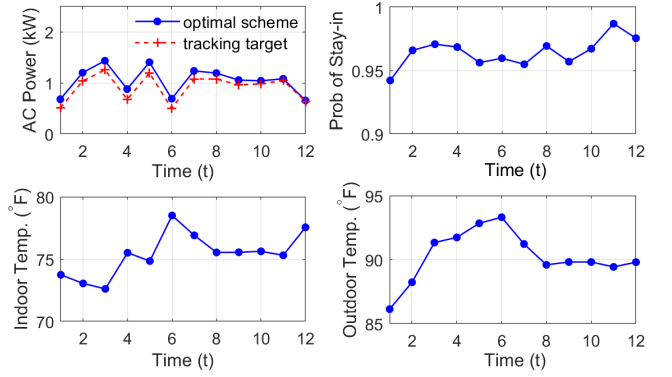 optimal scheme
tracking target
AC Power (kW)
2
1
0
2 4 6 8 10 12
Time (t)
Prob of Stay-in
1
0.95
0.9
2 4 6 8 10 12
Time (t)
Indoor Temp. (°F)
80
75
70
2 4 6 8 10 12
Time (t)
Outdoor Temp. (°F)
95
90
85
2 4 6 8 10 12
Time (t)